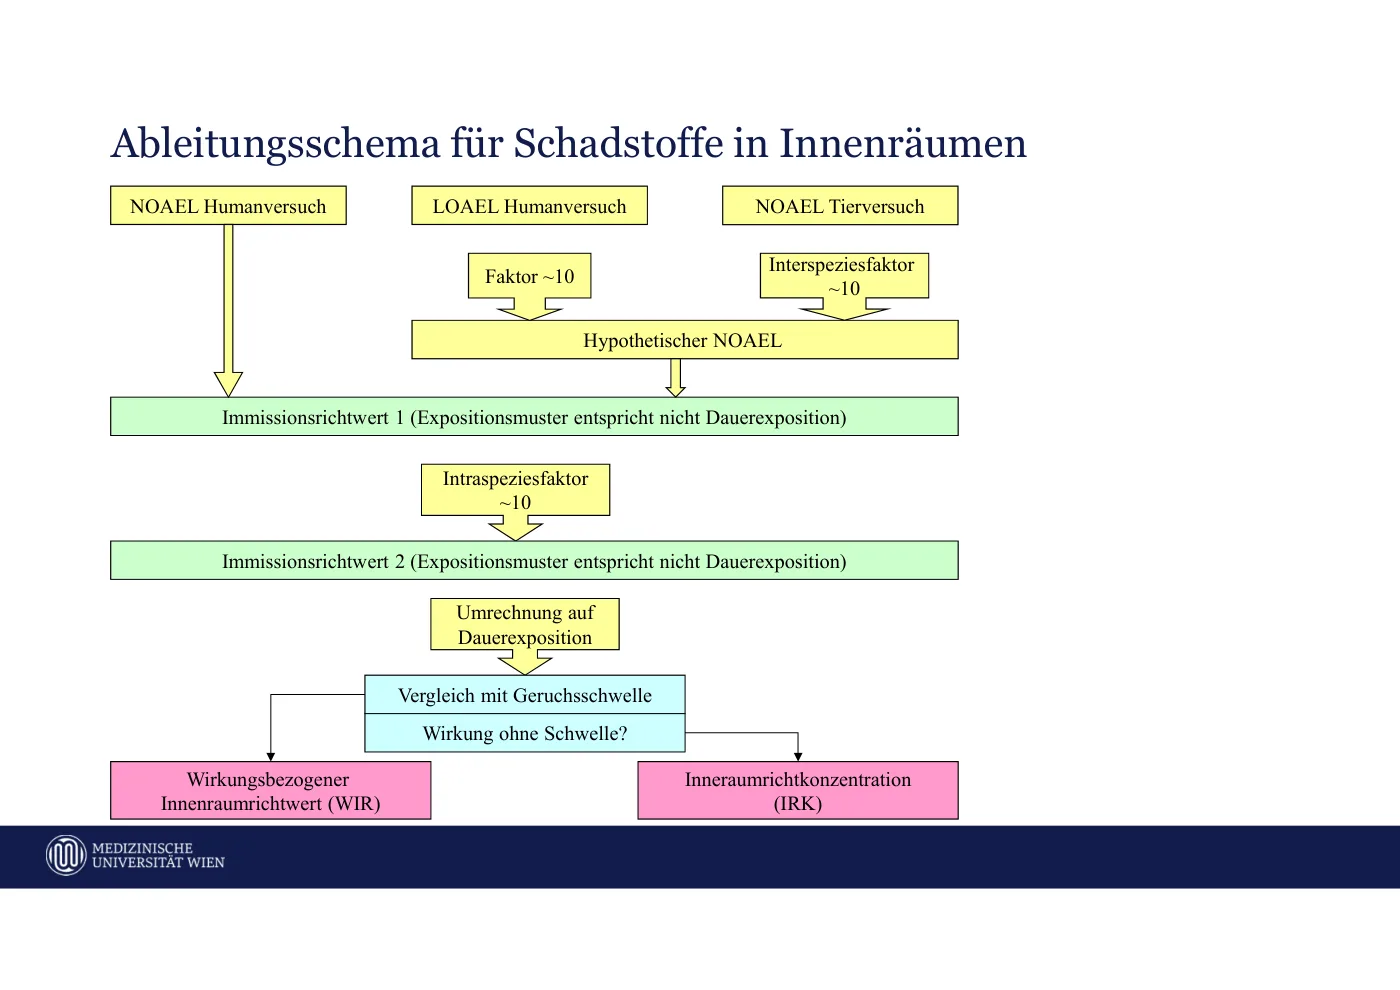 Ableitungsschema für Schadstoffe in Innenräumen
NOAEL Humanversuch
LOAEL Humanversuch
NOAEL Tierversuch
Faktor ~10
Interspeziesfaktor
~10
Hypothetischer NOAEL
Immissionsrichtwert 1 (Expositionsmuster entspricht nicht Dauerexposition)
Intraspeziesfaktor
~10
Immissionsrichtwert 2 (Expositionsmuster entspricht nicht Dauerexposition)
Umrechnung auf
Dauerexposition
Vergleich mit Geruchsschwelle
Wirkung ohne Schwelle?
Wirkungsbezogener
Innenraumrichtwert (WIR)
Inneraumrichtkonzentration
(IRK)
MEDIZINISCHE
UNIVERSITÄT WIEN